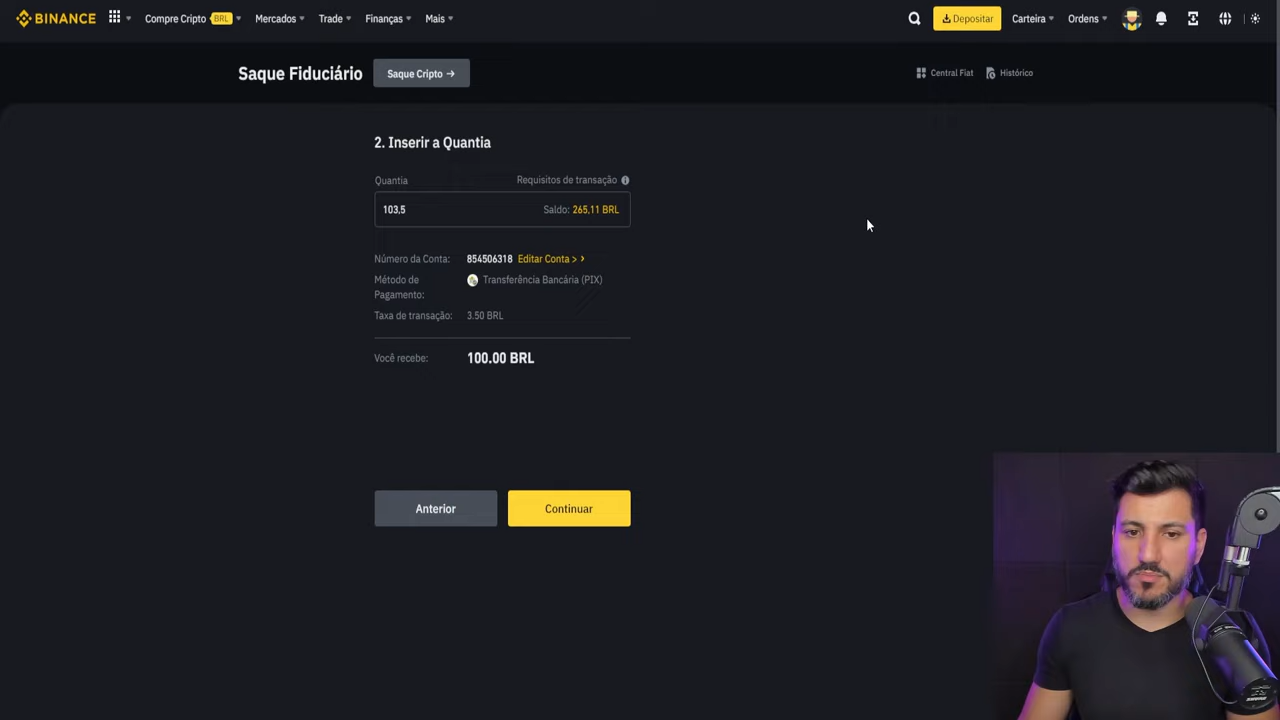 BINANCE
Compre Cripto BRL
Mercados
Trade
Finanças
Mais
Depositar
Carteira
Ordens
Saque Fiduciário
Saque Cripto →
Central Fiat
Histórico
2. Inserir a Quantia
Quantia
Requisitos de transação
103,5
Saldo: 265,11 BRL
Número da Conta: 854506318 Editar Conta > ›
Método de
Pagamento:
Transferência Bancária (PIX)
Taxa de transação: 3.50 BRL
Você recebe: 100.00 BRL
Anterior
Continuar